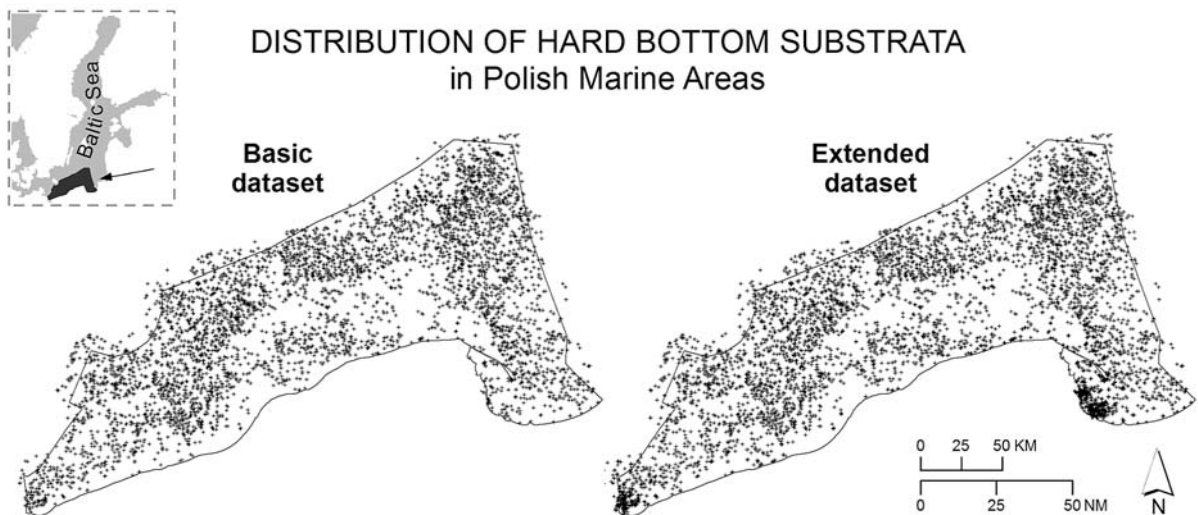 DISTRIBUTION OF HARD BOTTOM SUBSTRATA
in Polish Marine Areas
Baltic Sea
Basic
dataset
Extended
dataset
0 25 50 KM
0 25 50 NM
N